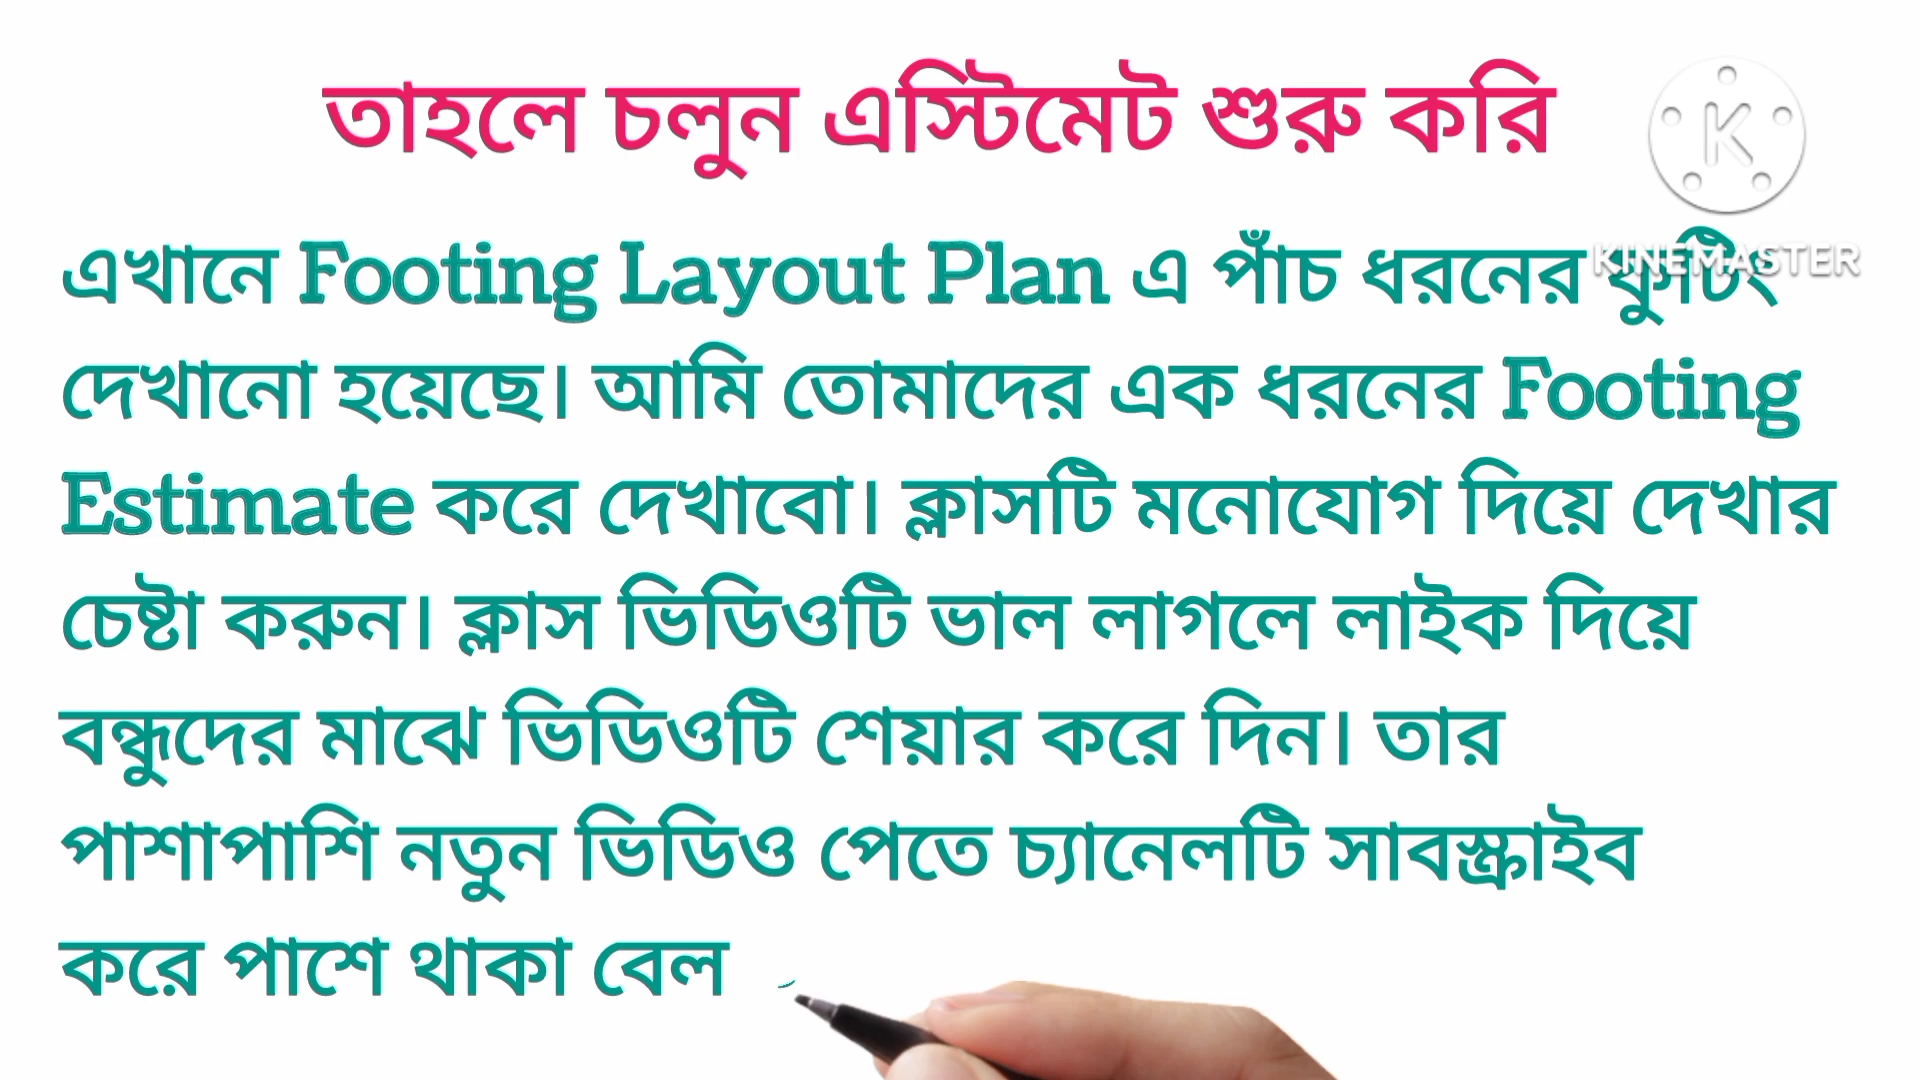 তাহলে চলুন এস্টিমেট শুরু করি
K
KINEMASTER
এখানে Footing Layout Plan এ পাঁচ ধরনের ফুটিং
দেখানো হয়েছে। আমি তোমাদের এক ধরনের Footing
Estimate করে দেখাবো। ক্লাসটি মনোযোগ দিয়ে দেখার
চেষ্টা করুন। ক্লাস ভিডিওটি ভাল লাগলে লাইক দিয়ে
বন্ধুদের মাঝে ভিডিওটি শেয়ার করে দিন। তার
পাশাপাশি নতুন ভিডিও পেতে চ্যানেলটি সাবস্ক্রাইব
করে পাশে থাকা বেল